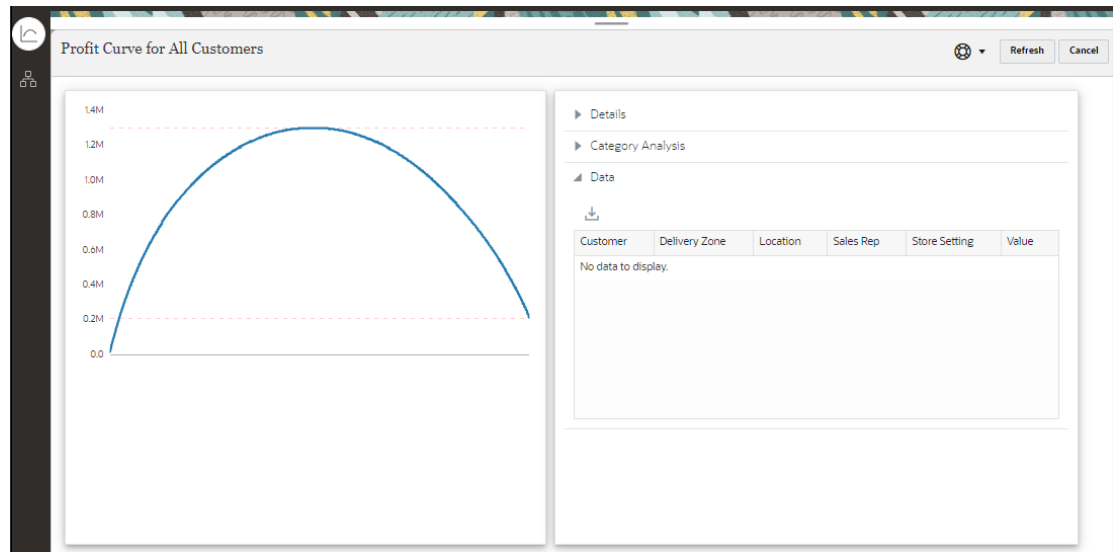 Profit Curve for All Customers
Refresh
Cancel
1.4M
1.2M
1.0M
0.8M
0.6M
0.4M
0.2M
0.0
Details
Category Analysis
Data
Customer Delivery Zone Location Sales Rep Store Setting Value
No data to display.